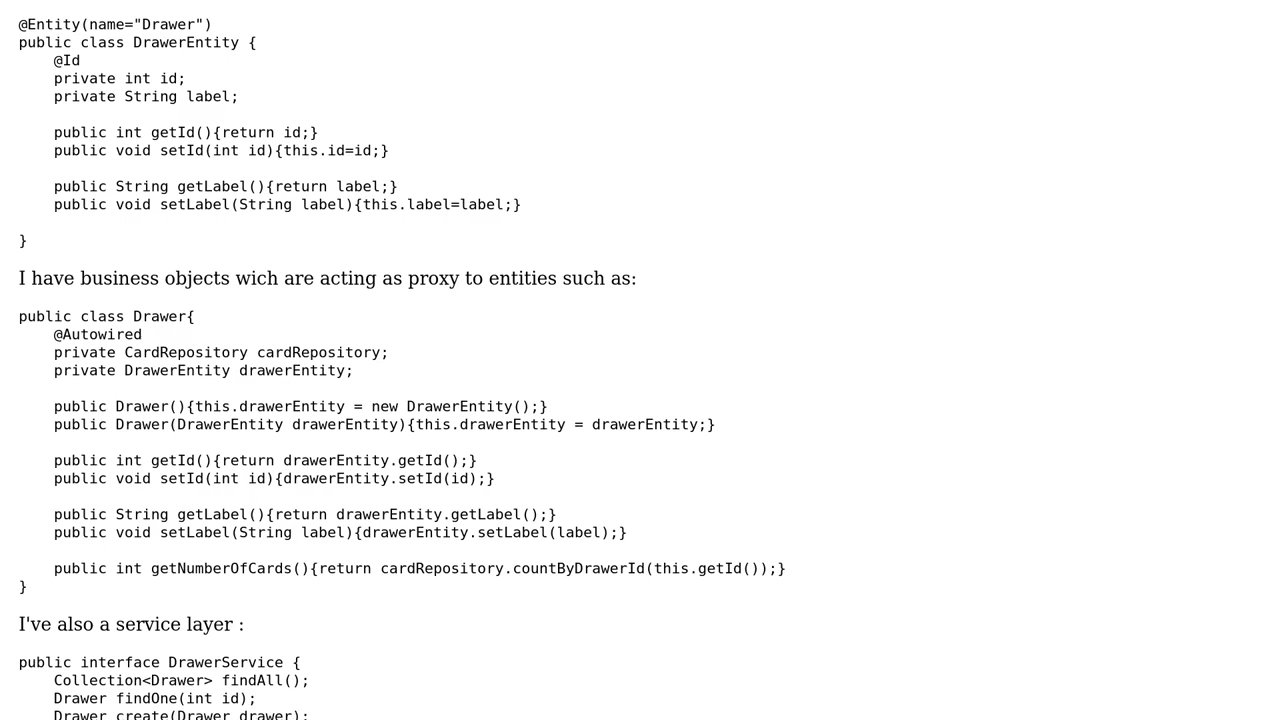 @Entity(name="Drawer")
public class DrawerEntity {
    @Id
    private int id;
    private String label;

    public int getId(){return id;}
    public void setId(int id){this.id=id;}

    public String getLabel(){return label;}
    public void setLabel(String label){this.label=label;}

}
I have business objects wich are acting as proxy to entities such as:
public class Drawer{
    @Autowired
    private CardRepository cardRepository;
    private DrawerEntity drawerEntity;

    public Drawer(){this.drawerEntity = new DrawerEntity();}
    public Drawer(DrawerEntity drawerEntity){this.drawerEntity = drawerEntity;}

    public int getId(){return drawerEntity.getId();}
    public void setId(int id){drawerEntity.setId(id);}

    public String getLabel(){return drawerEntity.getLabel();}
    public void setLabel(String label){drawerEntity.setLabel(label);}

    public int getNumberOfCards(){return cardRepository.countByDrawerId(this.getId());}
}
I've also a service layer :
public interface DrawerService {
    Collection<Drawer> findAll();
    Drawer findOne(int id);
    Drawer create(Drawer drawer);